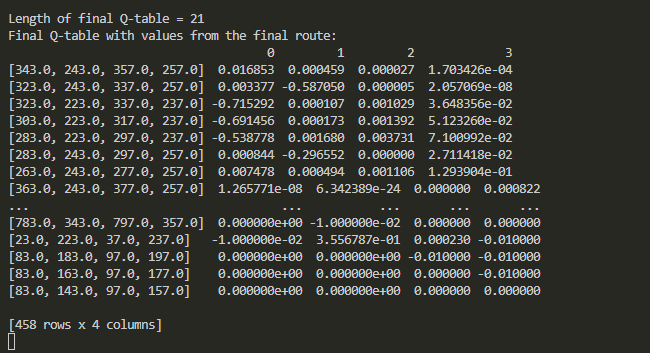 Length of final Q-table = 21
Final Q-table with values from the final route:
0 1 2 3
[343.0, 243.0, 357.0, 257.0] 0.016853 0.000459 0.000027 1.703426e-04
[323.0, 243.0, 337.0, 257.0] 0.003377 -0.587050 0.000005 2.057069e-08
[323.0, 223.0, 337.0, 237.0] -0.715292 0.000107 0.001029 3.648356e-02
[303.0, 223.0, 317.0, 237.0] -0.691456 0.000173 0.001392 5.123260e-02
[283.0, 223.0, 297.0, 237.0] -0.538778 0.001680 0.003731 7.100992e-02
[283.0, 243.0, 297.0, 257.0] 0.000844 -0.296552 0.000000 2.711418e-02
[263.0, 243.0, 277.0, 257.0] 0.007478 0.000494 0.001106 1.293904e-01
[363.0, 243.0, 377.0, 257.0] 1.265771e-08 6.342389e-24 0.000000 0.000822
... ... ... ... ...
[783.0, 343.0, 797.0, 357.0] 0.000000e+00 -1.000000e-02 0.000000 0.000000
[23.0, 223.0, 37.0, 237.0] -1.000000e-02 3.556787e-01 0.000230 -0.010000
[83.0, 183.0, 97.0, 197.0] 0.000000e+00 0.000000e+00 -0.010000 -0.010000
[83.0, 163.0, 97.0, 177.0] 0.000000e+00 0.000000e+00 0.000000 -0.010000
[83.0, 143.0, 97.0, 157.0] 0.000000e+00 0.000000e+00 0.000000 0.000000
[458 rows x 4 columns]